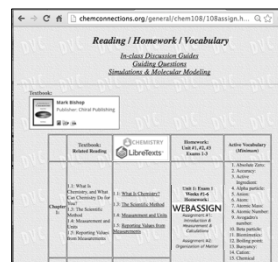 chemconnections.org/general/chem108/108assign.h...
Reading / Homework / Vocabulary
In-class Discussion Guides
Guiding Questions
Simulations & Molecular Modeling
Textbook:
Mark Bishop
Publisher: Chiral Publishing
Textbook:
Related Reading
CHEMISTRY
LibreTexts™
Homework:
Unit #1, #2, #3
Exams 1-3
Active Vocabulary
(Minimum)
Chapter
1:
1.1: What Is
Chemistry, and What
Can Chemistry Do for
You?
1.2: The Scientific
Method
1.4: Measurement and
Units
1.5: Reporting Values
from Measurements
1.1: What is Chemistry?
1.3: The Scientific Method
1.4: Measurement and Units
1.5: Reporting Values from
Measurements
Unit 1: Exam 1
Weeks #1-6
Homework:
WEBASSIGN
Assignment #1:
Introduction &
Measurement /
Calculations
Assignment #2:
Organization of Matter
1. Absolute Zero:
2. Accuracy:
3. Active
Ingredient:
4. Alpha particle:
5. Anion:
6. Atom:
7. Atomic Mass:
8. Atomic Number:
9. Avogadro's
number:
10. Beta particle:
11. Biomimetics:
12. Boiling point:
13. Buoyancy:
14. Cation:
15. Chemical